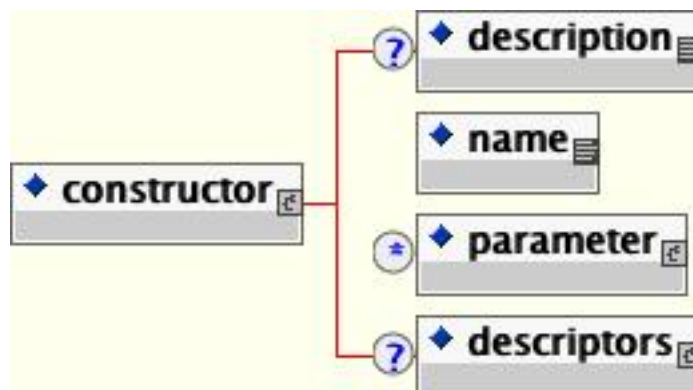 ? description
name
constructor
* parameter
? descriptors